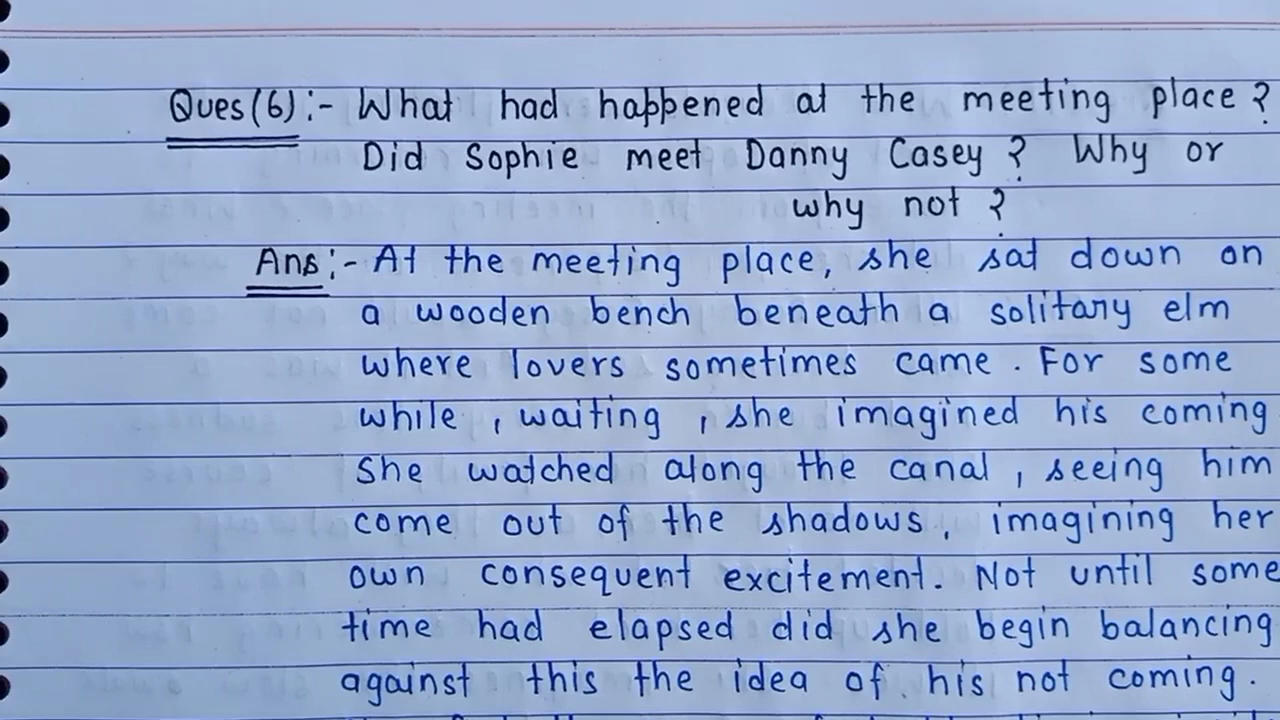 Ques(6):- What had happened at the meeting place?
Did Sophie meet Danny Casey? Why or
why not?
Ans:- At the meeting place, she sat down on
a wooden bench beneath a solitary elm
where lovers sometimes came. For some
while, waiting, she imagined his coming
She watched along the canal, seeing him
come out of the shadows, imagining her
own consequent excitement. Not until some
time had elapsed did she begin balancing
against this the idea of his not coming.